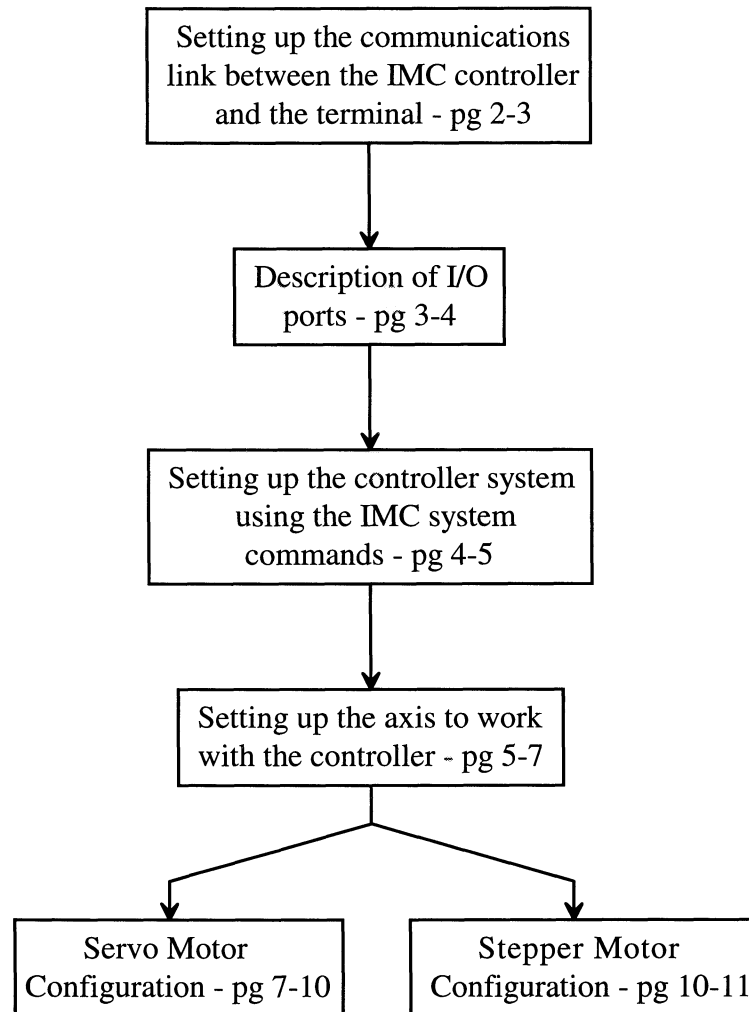 Setting up the communications
link between the IMC controller
and the terminal - pg 2-3
Description of I/O
ports - pg 3-4
Setting up the controller system
using the IMC system
commands - pg 4-5
Setting up the axis to work
with the controller - pg 5-7
Servo Motor
Configuration - pg 7-10
Stepper Motor
Configuration - pg 10-11